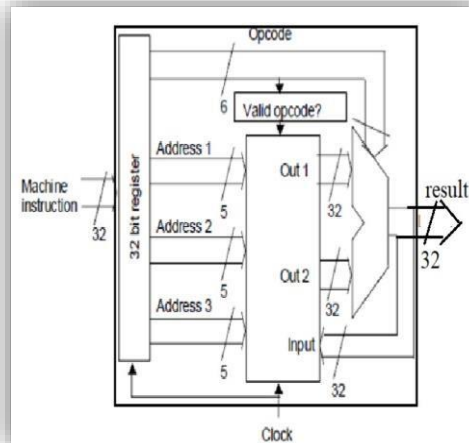 Opcode
6
Valid opcode?
Address 1
5
Out 1
32
Machine
instruction
32
32 bit register
result
32
Address 2
5
Out 2
32
Address 3
5
Input
32
Clock